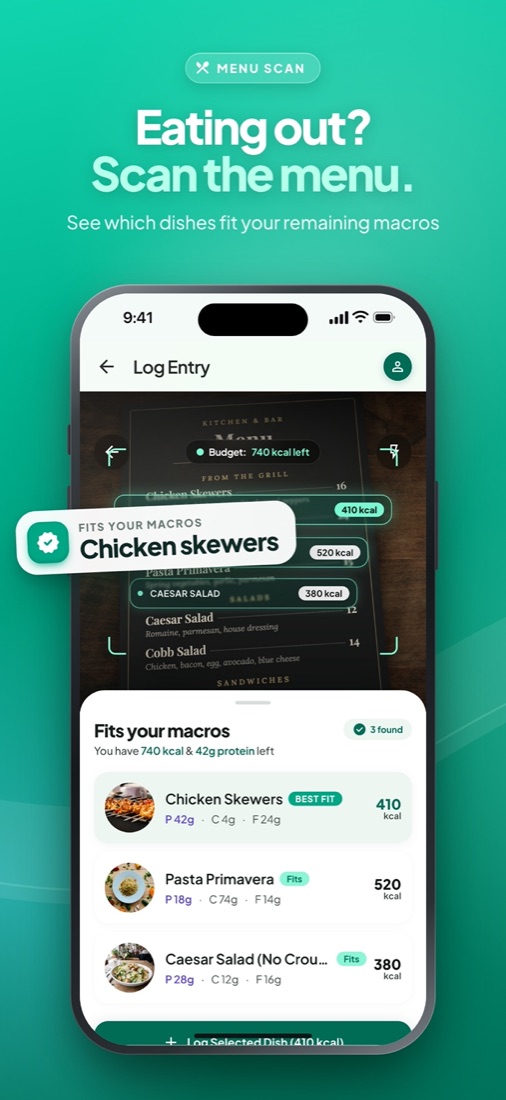 MENU SCAN
Eating out?
Scan the menu.
See which dishes fit your remaining macros
9:41
Log Entry
KITCHEN & BAR
Menu
Budget: 740 kcal left
FROM THE GRILL
Chicken Skewers 16
410 kcal
FITS YOUR MACROS
Chicken skewers
520 kcal
Pasta Primavera
Spring vegetables, garlic, parmesan
CAESAR SALAD 380 kcal
SALADS
Caesar Salad 12
Romaine, parmesan, house dressing
Cobb Salad 14
Chicken, bacon, egg, avocado, blue cheese
SANDWICHES
Fits your macros
3 found
You have 740 kcal & 42g protein left
Chicken Skewers BEST FIT 410
P 42g · C 4g · F 24g kcal
Pasta Primavera Fits 520
P 18g · C 74g · F 14g kcal
Caesar Salad (No Crou... Fits 380
P 28g · C 12g · F 16g kcal
+ Log Selected Dish (410 kcal)